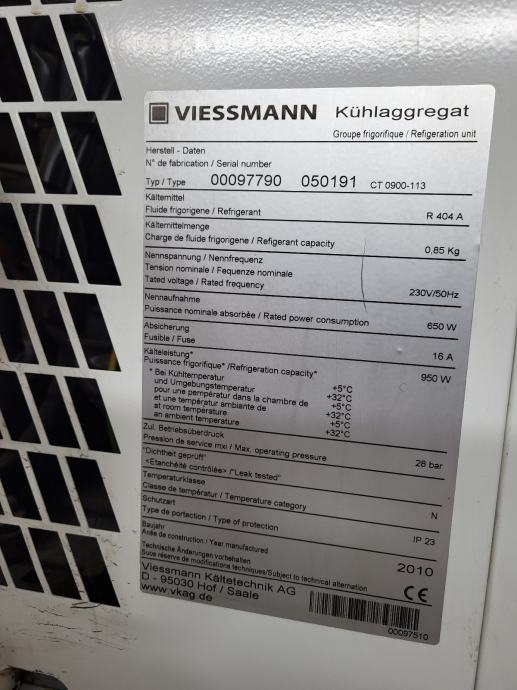 VIESSMANN Kühlaggregat
Groupe frigorifique / Refigeration unit
Herstell - Daten
N° de fabrication / Serial number
Typ / Type 00097790 050191 CT 0900-113
Kältemittel
Fluide frigorigene / Refrigerant R 404 A
Kältemittelmenge
Charge de fluide frigorigene / Refigerant capacity 0,85 Kg
Nennspannung / Nennfrequenz
Tension nominale / Fequenze nominale
Tated voltage / Rated frequency 230V/50Hz
Nennaufnahme
Puissance nominale absorbée / Rated power consumption 650 W
Absicherung
Fusible / Fuse 16 A
Kälteleistung*
Puissance frigorifique* /Refrigeration capacity* 950 W
* Bei Kühltemperatur +5°C
und Umgebungstemperatur +32°C
pour une pempératur dans la chambre de +5°C
et une températur ambiante de +32°C
at room temperature +5°C
an ambient temperature +32°C
Zul. Betriebsüberdruck
Pression de service mxi / Max. operating pressure 28 bar
"Dichtheit geprüft"
<Etanchéité contrôlée> /"Leak tested"
Temperaturklasse
Classe de températur / Temperature category N
Schutzart
Type de portection / Type of protection IP 23
Baujahr
Anée de construction / Year manufactured 2010
Technische Änderungen vorbehalten
Suos réserve de modifications techniques/Subject to technical alternation
Viessmann Kältetechnik AG
D - 95030 Hof / Saale
www.vkag.de
CE
00097510